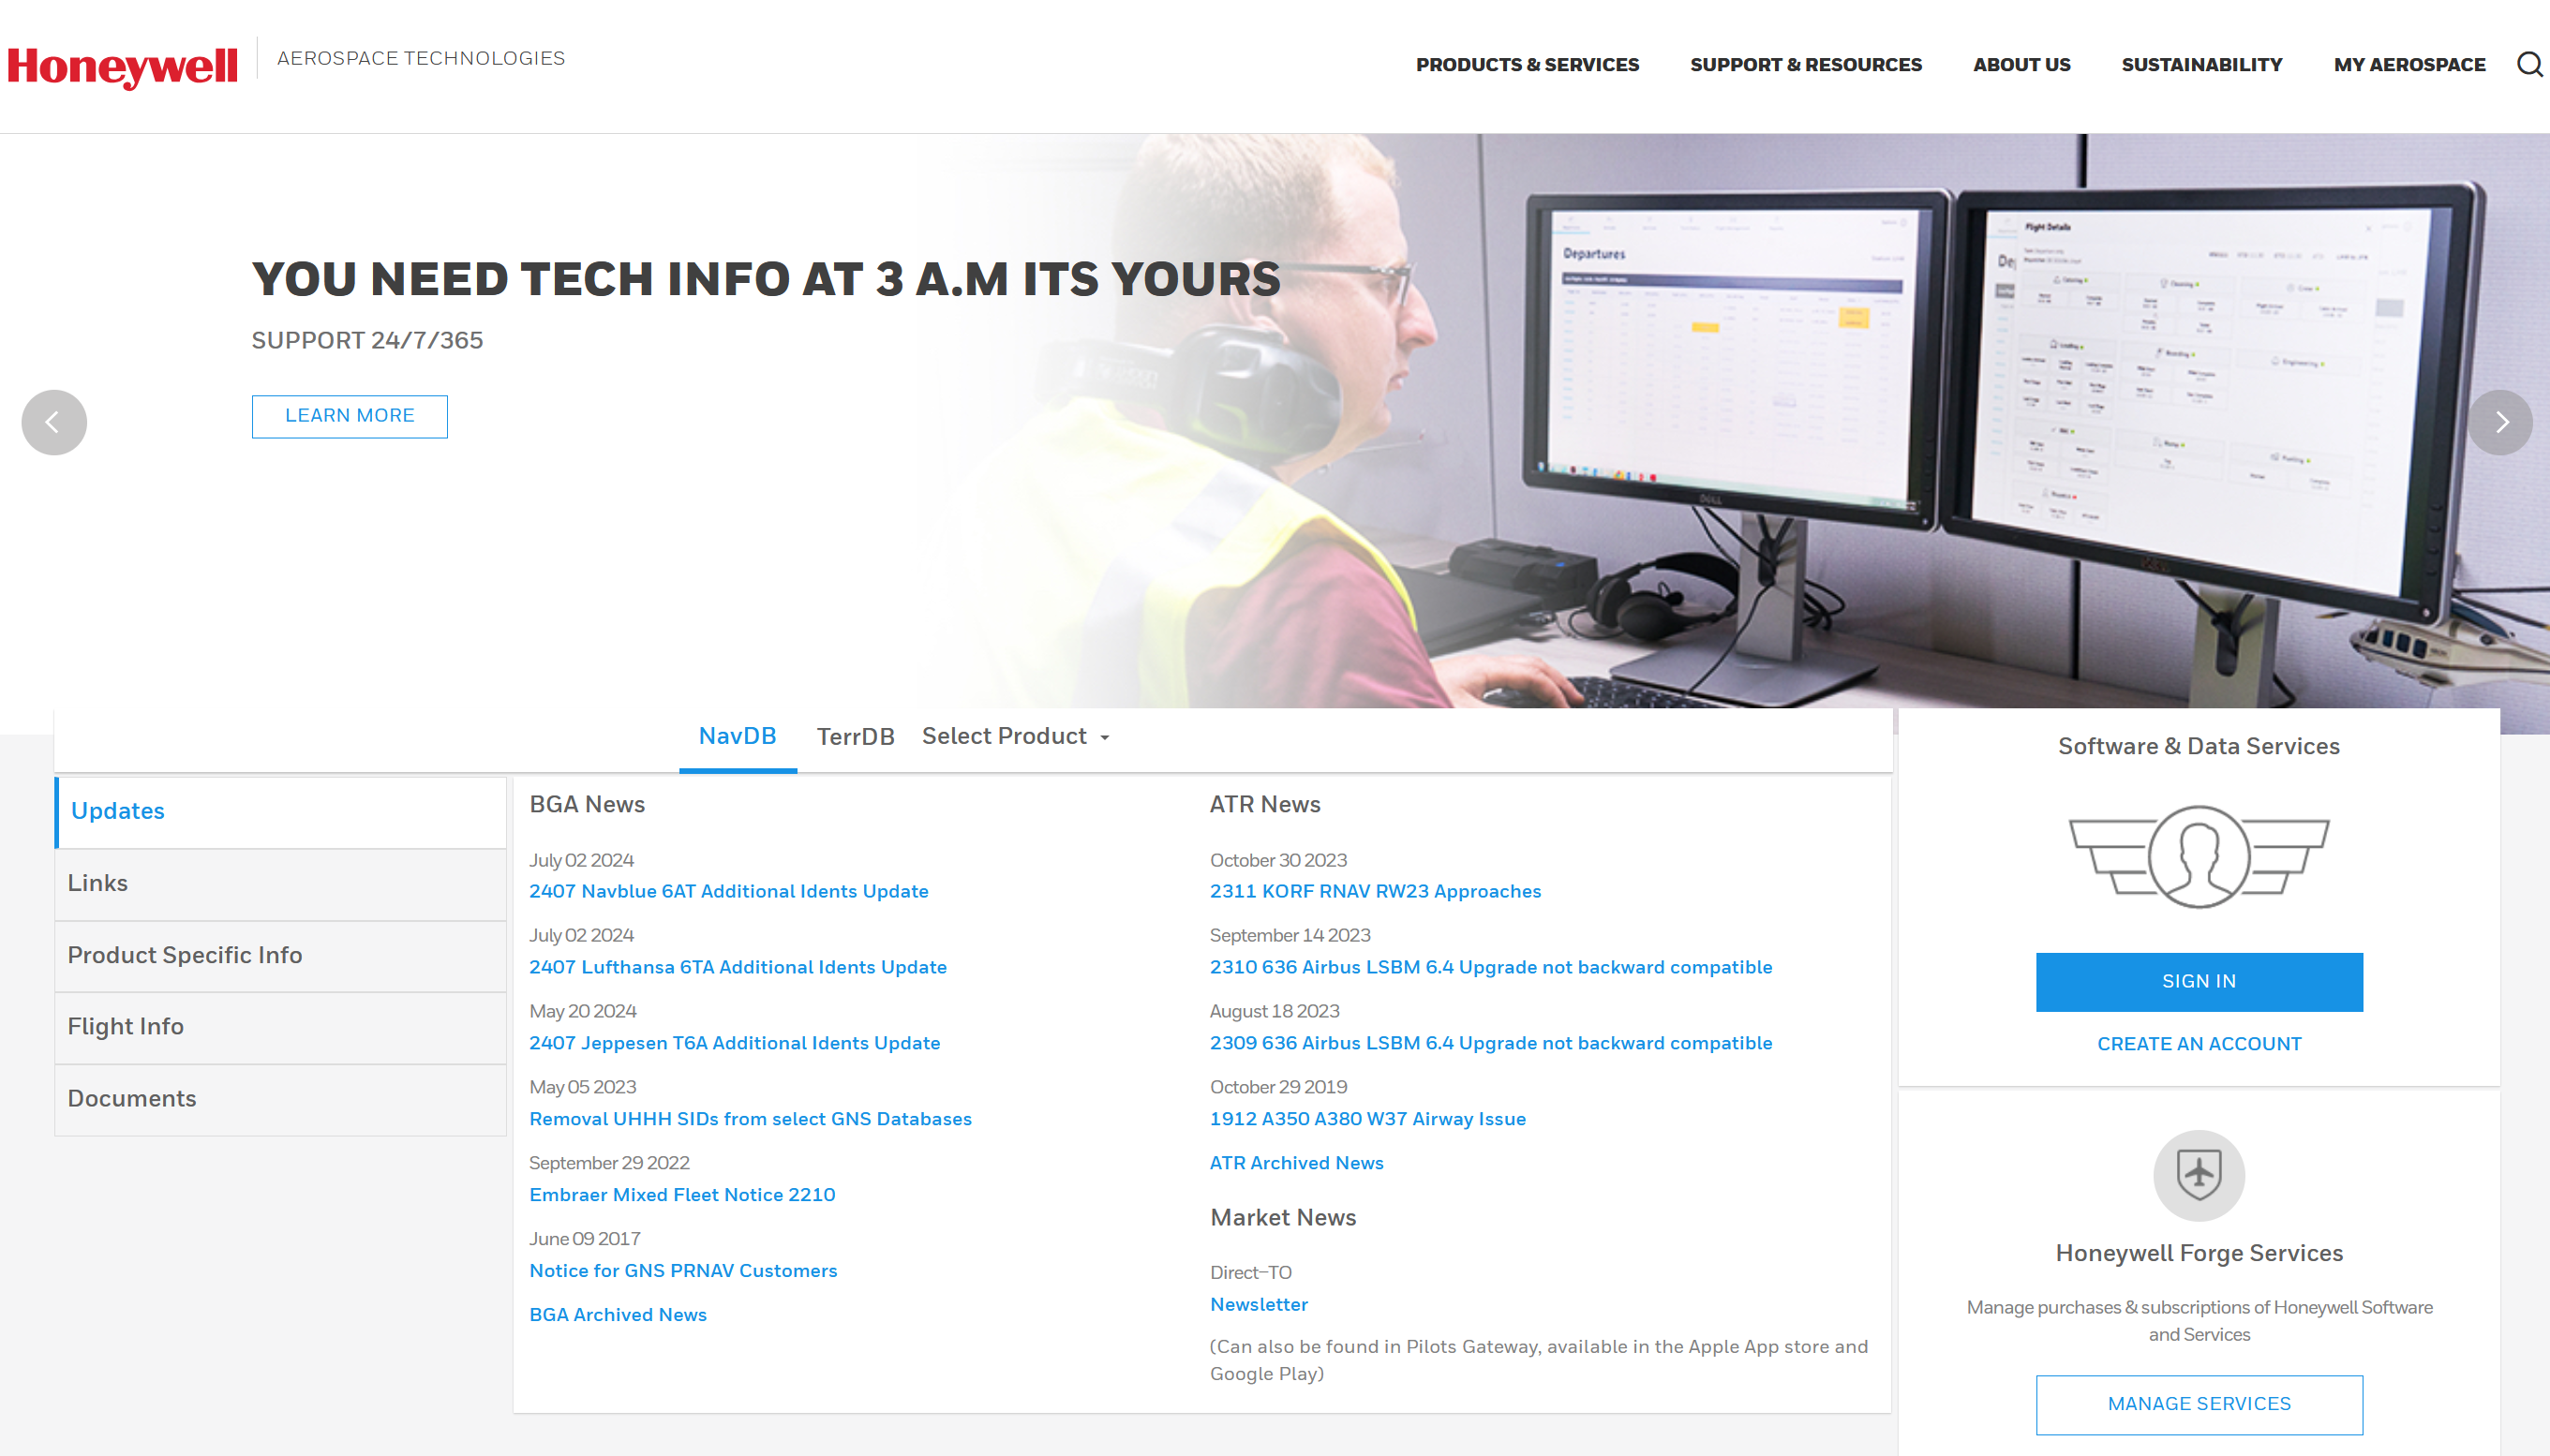 Honeywell
AEROSPACE TECHNOLOGIES
PRODUCTS & SERVICES
SUPPORT & RESOURCES
ABOUT US
SUSTAINABILITY
MY AEROSPACE
YOU NEED TECH INFO AT 3 A.M ITS YOURS
SUPPORT 24/7/365
LEARN MORE
Departures
Flight Details
DELL
NavDB
TerrDB
Select Product
Updates
Links
Product Specific Info
Flight Info
Documents
BGA News
July 02 2024
2407 Navblue 6AT Additional Idents Update
July 02 2024
2407 Lufthansa 6TA Additional Idents Update
May 20 2024
2407 Jeppesen T6A Additional Idents Update
May 05 2023
Removal UHHH SIDs from select GNS Databases
September 29 2022
Embraer Mixed Fleet Notice 2210
June 09 2017
Notice for GNS PRNAV Customers
BGA Archived News
ATR News
October 30 2023
2311 KORF RNAV RW23 Approaches
September 14 2023
2310 636 Airbus LSBM 6.4 Upgrade not backward compatible
August 18 2023
2309 636 Airbus LSBM 6.4 Upgrade not backward compatible
October 29 2019
1912 A350 A380 W37 Airway Issue
ATR Archived News
Market News
Direct–TO
Newsletter
(Can also be found in Pilots Gateway, available in the Apple App store and
Google Play)
Software & Data Services
SIGN IN
CREATE AN ACCOUNT
Honeywell Forge Services
Manage purchases & subscriptions of Honeywell Software
and Services
MANAGE SERVICES